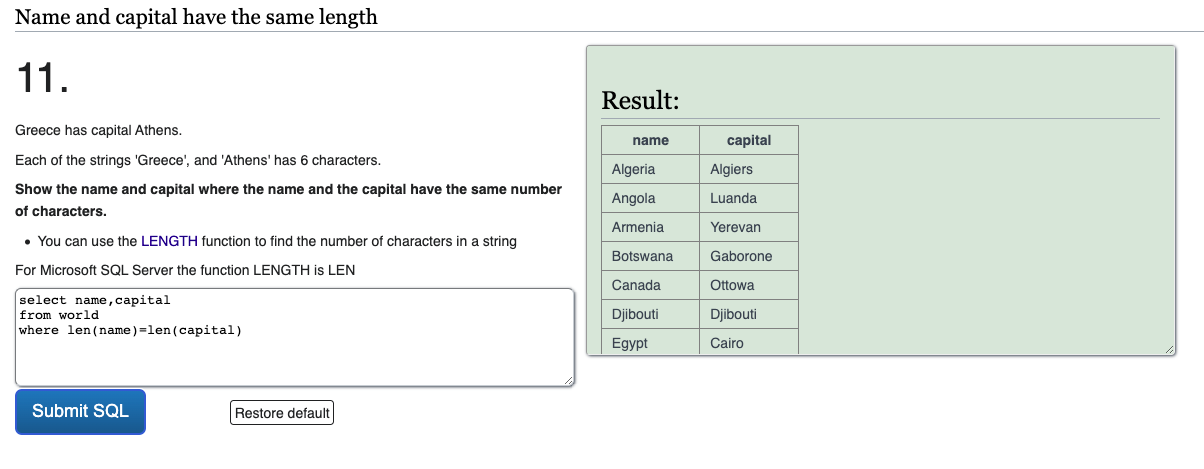 Name and capital have the same length
11.
Greece has capital Athens.
Each of the strings 'Greece', and 'Athens' has 6 characters.
Show the name and capital where the name and the capital have the same number
of characters.
• You can use the LENGTH function to find the number of characters in a string
For Microsoft SQL Server the function LENGTH is LEN
select name,capital
from world
where len(name)=len(capital)
Submit SQL
Restore default
Result:
name capital
Algeria Algiers
Angola Luanda
Armenia Yerevan
Botswana Gaborone
Canada Ottowa
Djibouti Djibouti
Egypt Cairo